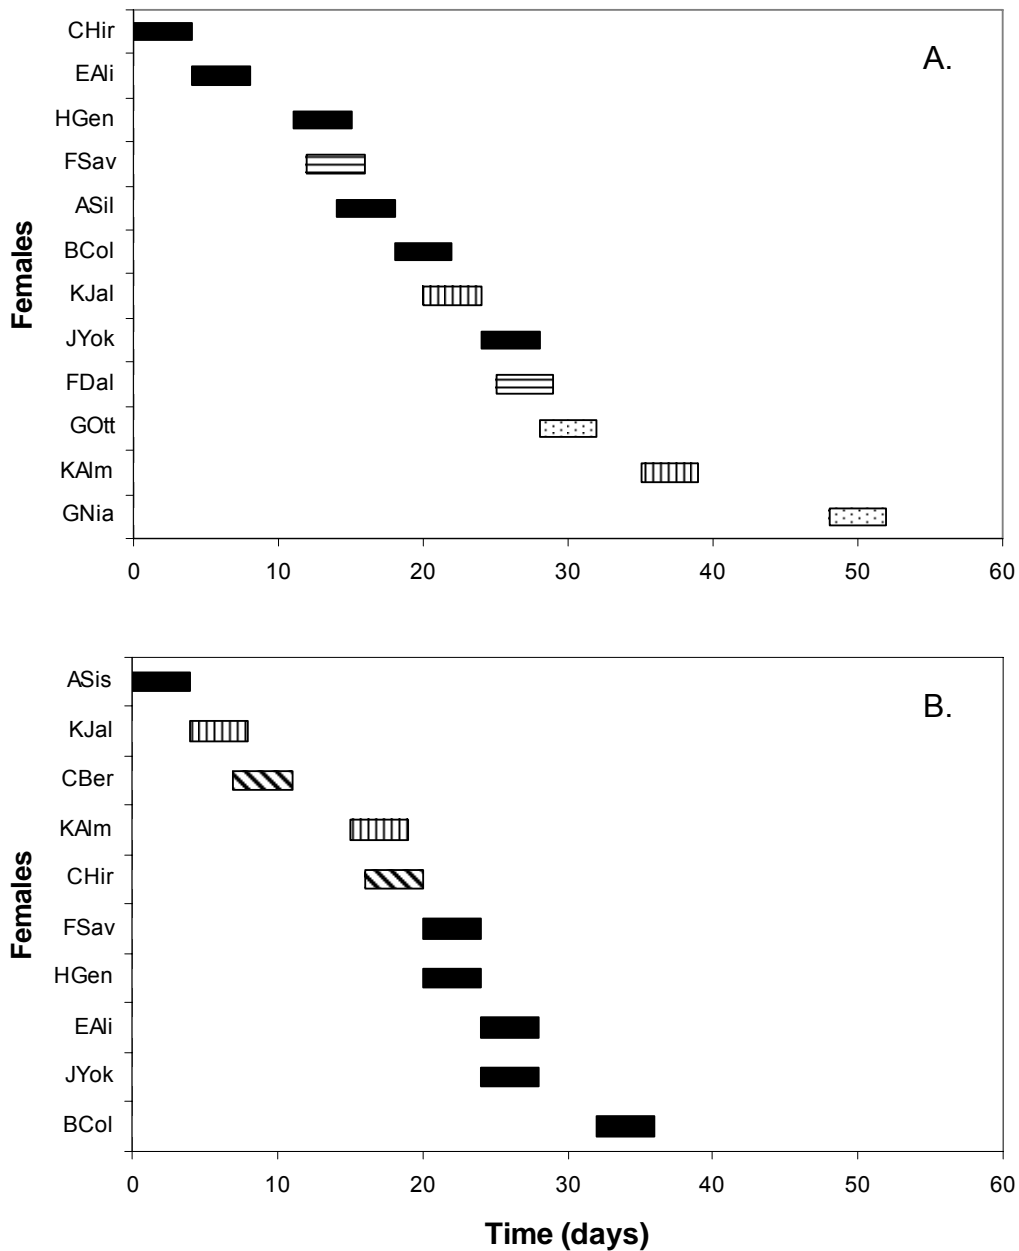 A.
Females
CHir
EAli
HGen
FSav
ASil
BCol
KJal
JYok
FDal
GOtt
KAlm
GNia
0 10 20 30 40 50 60
B.
Females
ASis
KJal
CBer
KAlm
CHir
FSav
HGen
EAli
JYok
BCol
0 10 20 30 40 50 60
Time (days)